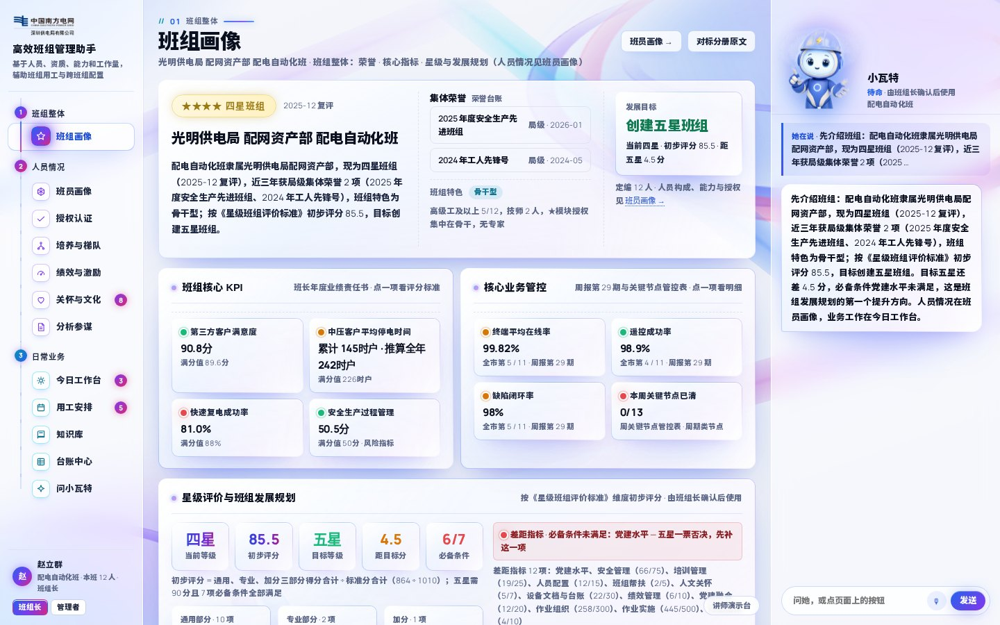 中国南方电网
CHINA SOUTHERN POWER GRID
深圳供电局有限公司
高效班组管理助手
基于人员、资质、能力和工作量，
辅助班组用工与跨班组配置
1 班组整体
班组画像
2 人员情况
班员画像
授权认证
培养与梯队
绩效与激励
关怀与文化 8
分析参谋
3 日常业务
今日工作台 3
用工安排 5
知识库
台账中心
问小瓦特
赵 赵立群
配电自动化班 · 本班 12 人 ·
班组长
班组长 管理者
// 01 班组整体
班组画像
光明供电局 配网资产部 配电自动化班 · 班组整体：荣誉 · 核心指标 · 星级与发展规划（人员情况见班员画像）
班员画像 →
对标分册原文
★★★★ 四星班组 2025-12 复评
光明供电局 配网资产部 配电自动化班
配电自动化班隶属光明供电局配网资产部，现为四星班组
（2025-12 复评），近三年获局级集体荣誉 2 项（2025 年
度安全生产先进班组、2024 年工人先锋号），班组特色为
骨干型；按《星级班组评价标准》初步评分 85.5，目标创
建五星班组。
集体荣誉 荣誉台账
2025 年度安全生产先
进班组
局级 · 2026-01
2024 年工人先锋号 局级 · 2024-05
班组特色 骨干型
高级工及以上 5/12，技师 2 人，★模块授权
集中在骨干，无专家
发展目标
创建五星班组
当前四星 · 初步评分 85.5 · 距
五星 4.5 分
定编 12 人 · 人员构成、能力与授权
见 班员画像 →
班组核心 KPI 班长年度业绩责任书 · 点一项看评分标准
第三方客户满意度
90.8分
满分值 89.6分
中压客户平均停电时间
累计 145时户 · 推算全年
242时户
满分值 226时户
快速复电成功率
81.0%
满分值 88%
安全生产过程管理
50.5分
满分值 50分 · 风险指标
核心业务管控 周报第 29 期与关键节点管控表 · 点一项看明细
终端平均在线率
99.82%
全市第 5 / 11 · 周报第 29 期
遥控成功率
98.9%
全市第 4 / 11 · 周报第 29 期
缺陷闭环率
98%
全市第 5 / 11 · 周报第 29 期
本周关键节点已清
0/13
周关键节点管控表 · 周期类节点
星级评价与班组发展规划 按《星级班组评价标准》维度初步评分 · 由班组长确认后使用
四星
当前等级
85.5
初步评分
五星
目标等级
4.5
距目标分
6/7
必备条件
初步评分 = 通用、专业、加分三部分得分合计 ÷ 标准分合计（864 ÷ 1010）；五星需
90 分且 7 项必备条件全部满足
通用部分 · 10 项
专业部分 · 2 项
加分 · 1 项
差距指标 · 必备条件未满足：党建水平 — 五星一票否决，先补
这一项
差距指标 12 项：党建水平、安全管理（66/75）、培训管理
（19/25）、人员配置（12/15）、班组帮扶（2/5）、人文关怀
（5/7）、设备文档与台账（22/30）、绩效管理（6/10）、党建融合
（12/20）、作业组织（258/300）、作业实施（445/500）、
（4/10）
讲师演示台
小瓦特
待命 · 由班组长确认后使用
配电自动化班
她在说 · 先介绍班组：配电自动化班隶属光明供电局
配网资产部，现为四星班组（2025-12 复评），近三
年获局级集体荣誉 2 项（2025 …
先介绍班组：配电自动化班隶属光明供电局配
网资产部，现为四星班组（2025-12 复评），
近三年获局级集体荣誉 2 项（2025 年度安全
生产先进班组、2024 年工人先锋号），班组
特色为骨干型；按《星级班组评价标准》初步
评分 85.5，目标创建五星班组。目标五星还
差 4.5 分，必备条件党建水平未满足，这是班
组发展规划的第一个提升方向。人员情况在班
员画像，业务工作在今日工作台。
问她，或点页面上的按钮
发送